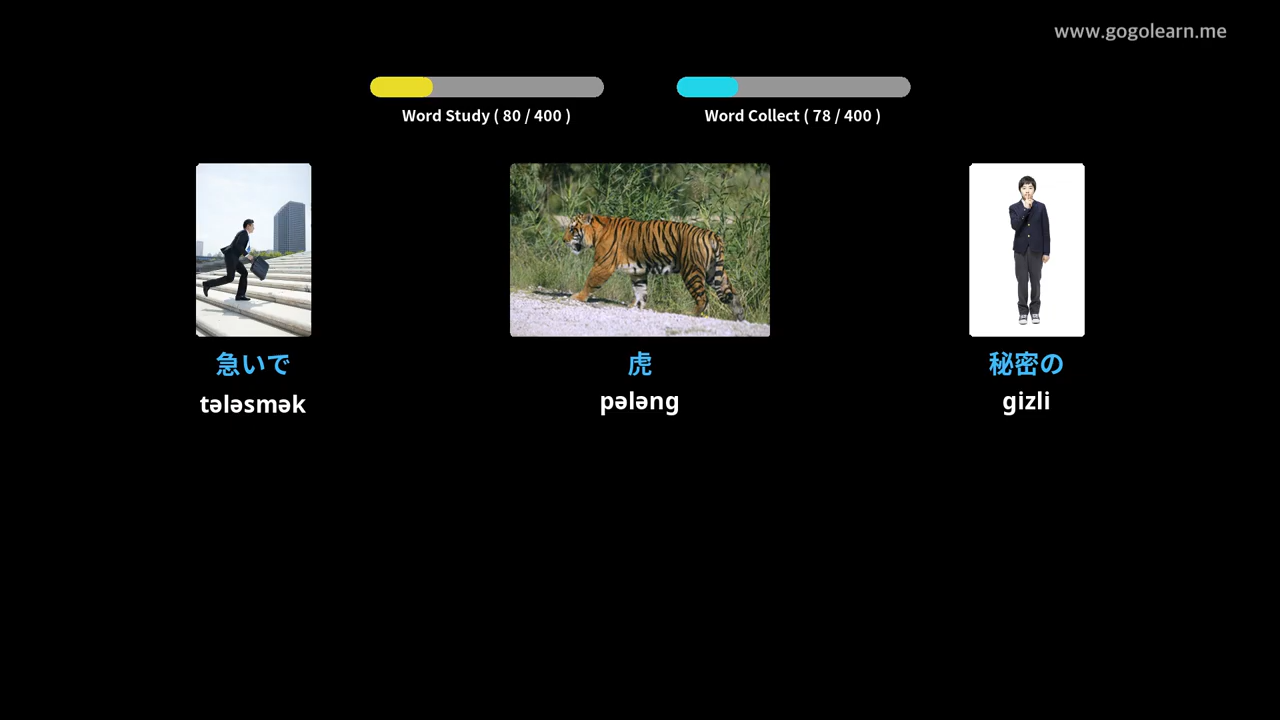 www.gogolearn.me
Word Study ( 80 / 400 )
Word Collect ( 78 / 400 )
急いで
虎
秘密の
tələsmək
pələng
gizli